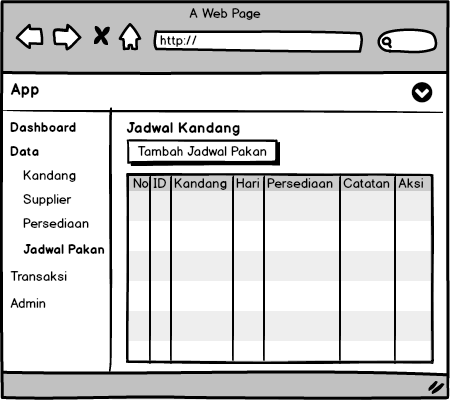 A Web Page
http://
App
Dashboard
Data
Kandang
Supplier
Persediaan
Jadwal Pakan
Transaksi
Admin
Jadwal Kandang
Tambah Jadwal Pakan
No ID Kandang Hari Persediaan Catatan Aksi